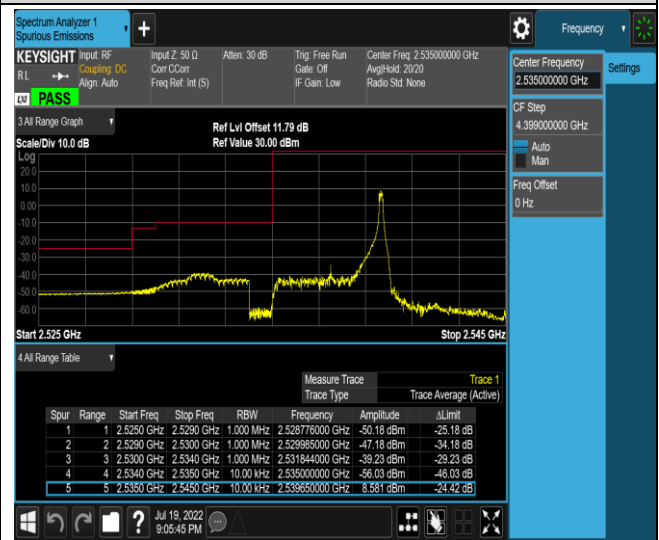 Spectrum Analyzer 1
Spurious Emissions
Frequency
KEYSIGHT
Input: RF
Coupling: DC
Align: Auto
Input Z: 50 Ω
Corr CCorr
Freq Ref: Int (S)
Atten: 30 dB
Trig: Free Run
Gate: Off
IF Gain: Low
Center Freq: 2.535000000 GHz
Avg|Hold: 20/20
Radio Std: None
R L
LXI PASS
Center Frequency
2.535000000 GHz
Settings
CF Step
4.399000000 GHz
Auto
Man
Freq Offset
0 Hz
3 All Range Graph
Scale/Div 10.0 dB
Ref Lvl Offset 11.79 dB
Ref Value 30.00 dBm
Log
20.0
10.0
0.00
-10.0
-20.0
-30.0
-40.0
-50.0
-60.0
Start 2.525 GHz
Stop 2.545 GHz
4 All Range Table
Measure Trace Trace 1
Trace Type Trace Average (Active)
Spur Range Start Freq Stop Freq RBW Frequency Amplitude ΔLimit
1 1 2.5250 GHz 2.5290 GHz 1.000 MHz 2.528776000 GHz -50.18 dBm -25.18 dB
2 2 2.5290 GHz 2.5300 GHz 1.000 MHz 2.529985000 GHz -47.18 dBm -34.18 dB
3 3 2.5300 GHz 2.5340 GHz 1.000 MHz 2.531844000 GHz -39.23 dBm -29.23 dB
4 4 2.5340 GHz 2.5350 GHz 10.00 kHz 2.535000000 GHz -56.03 dBm -46.03 dB
5 5 2.5350 GHz 2.5450 GHz 10.00 kHz 2.539650000 GHz 8.581 dBm -24.42 dB
Jul 19, 2022
9:05:45 PM